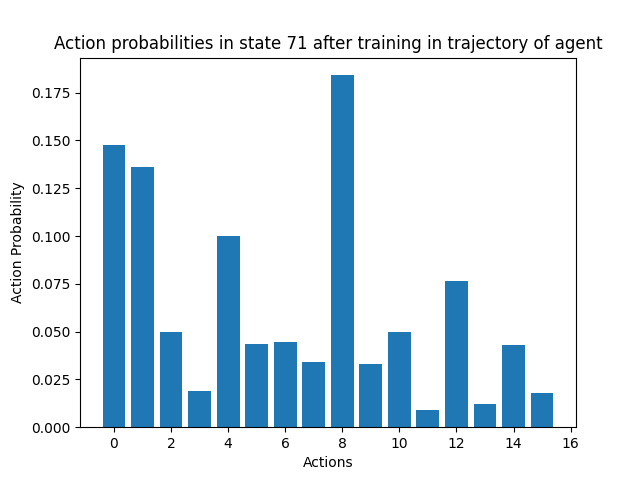 Action probabilities in state 71 after training in trajectory of agent
Action Probability
0.175
0.150
0.125
0.100
0.075
0.050
0.025
0.000
0 2 4 6 8 10 12 14 16
Actions